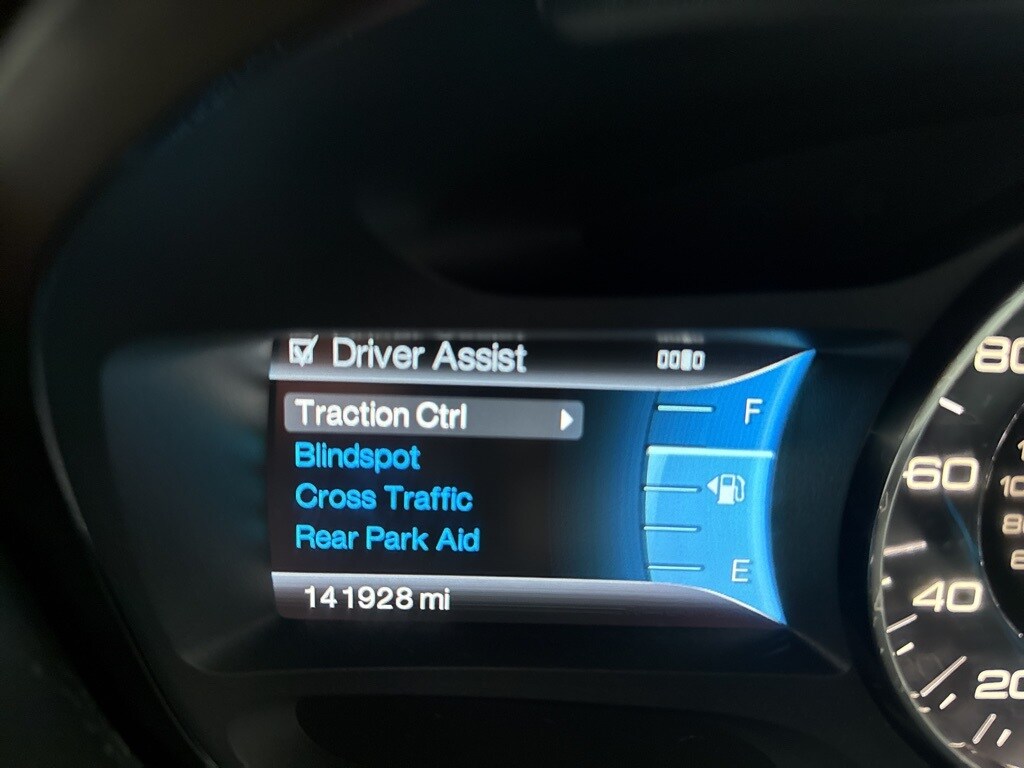 Driver Assist
Traction Ctrl
Blindspot
Cross Traffic
Rear Park Aid
141928 mi
F
E
80
60
40
20